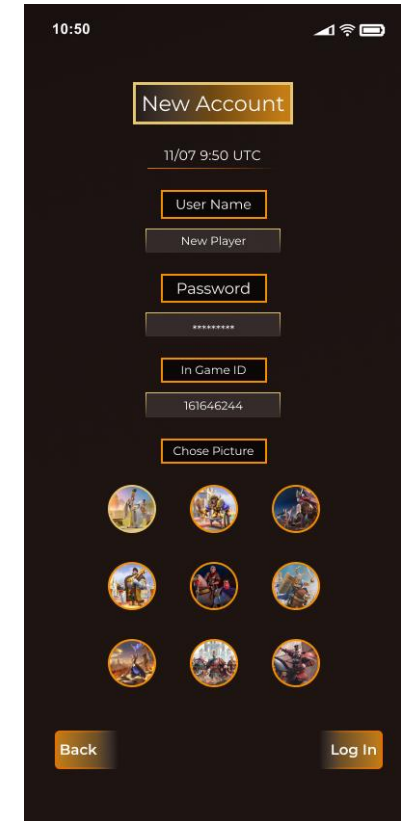 10:50
New Account
11/07 9:50 UTC
User Name
New Player
Password
*********
In Game ID
161646244
Chose Picture
Back
Log In